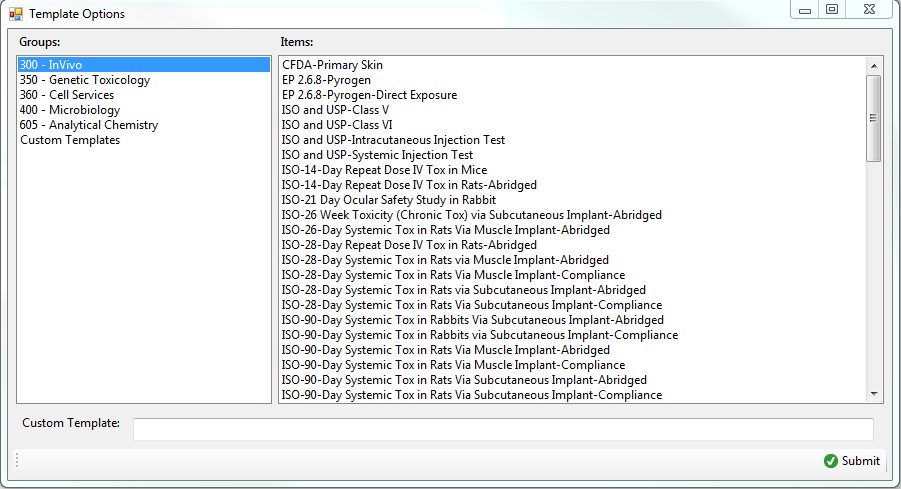 Template Options
Groups:
300 - InVivo
350 - Genetic Toxicology
360 - Cell Services
400 - Microbiology
605 - Analytical Chemistry
Custom Templates
Items:
CFDA-Primary Skin
EP 2.6.8-Pyrogen
EP 2.6.8-Pyrogen-Direct Exposure
ISO and USP-Class V
ISO and USP-Class VI
ISO and USP-Intracutaneous Injection Test
ISO and USP-Systemic Injection Test
ISO-14-Day Repeat Dose IV Tox in Mice
ISO-14-Day Repeat Dose IV Tox in Rats-Abridged
ISO-21 Day Ocular Safety Study in Rabbit
ISO-26 Week Toxicity (Chronic Tox) via Subcutaneous Implant-Abridged
ISO-26-Day Systemic Tox in Rats Via Muscle Implant-Abridged
ISO-28-Day Repeat Dose IV Tox in Rats-Abridged
ISO-28-Day Systemic Tox in Rats Via Muscle Implant-Abridged
ISO-28-Day Systemic Tox in Rats Via Muscle Implant-Compliance
ISO-28-Day Systemic Tox in Rats via Subcutaneous Implant-Abridged
ISO-28-Day Systemic Tox in Rats Via Subcutaneous Implant-Compliance
ISO-90-Day Systemic Tox in Rabbits Via Subcutaneous Implant-Abridged
ISO-90-Day Systemic Tox in Rabbits via Subcutaneous Implant-Compliance
ISO-90-Day Systemic Tox in Rats Via Muscle Implant-Abridged
ISO-90-Day Systemic Tox in Rats Via Muscle Implant-Compliance
ISO-90-Day Systemic Tox in Rats Via Subcutaneous Implant-Abridged
ISO-90-Day Systemic Tox in Rats Via Subcutaneous Implant-Compliance
Custom Template:
Submit